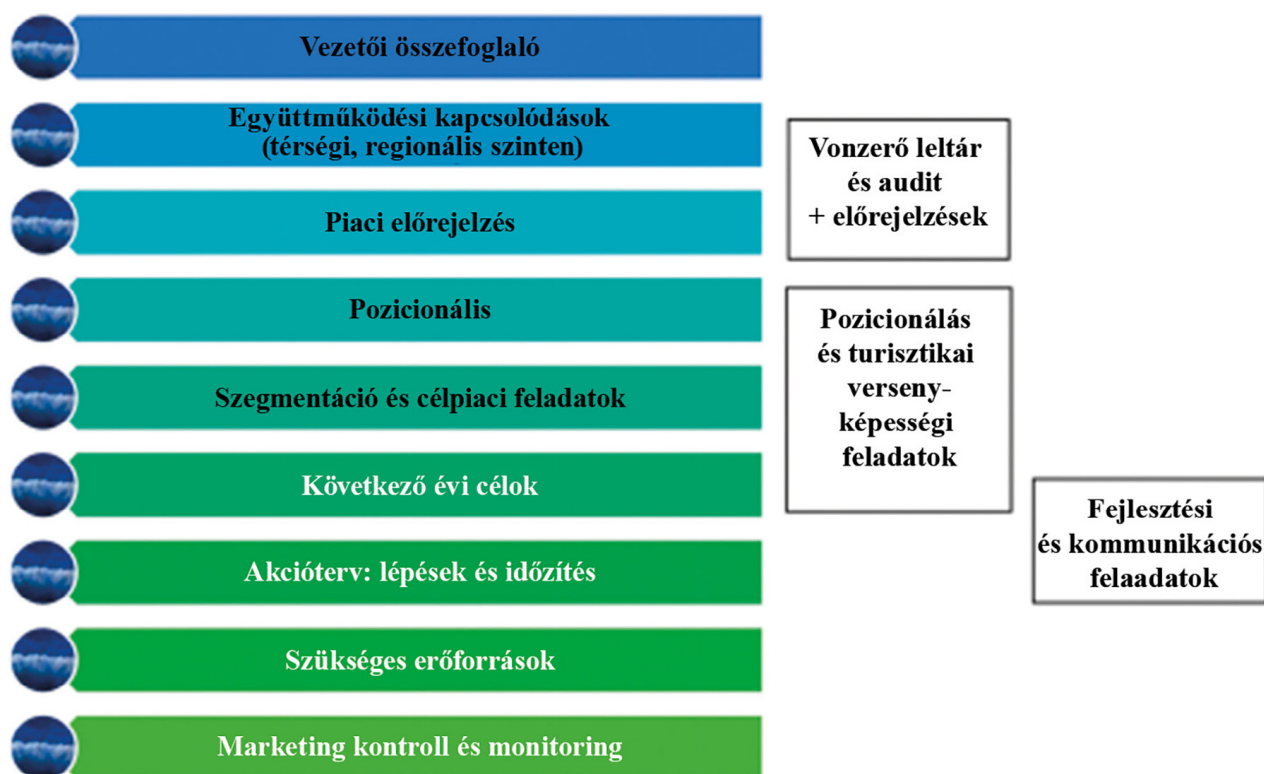 Vezetői összefoglaló
Együttműködési kapcsolódások
(térségi, regionális szinten)
Piaci előrejelzés
Pozicionális
Szegmentáció és célpiaci feladatok
Következő évi célok
Akcióterv: lépések és időzítés
Szükséges erőforrások
Marketing kontroll és monitoring
Vonzerő leltár
és audit
+ előrejelzések
Pozicionálás
és turisztikai
verseny-
képességi
feladatok
Fejlesztési
és kommunikációs
felaadatok